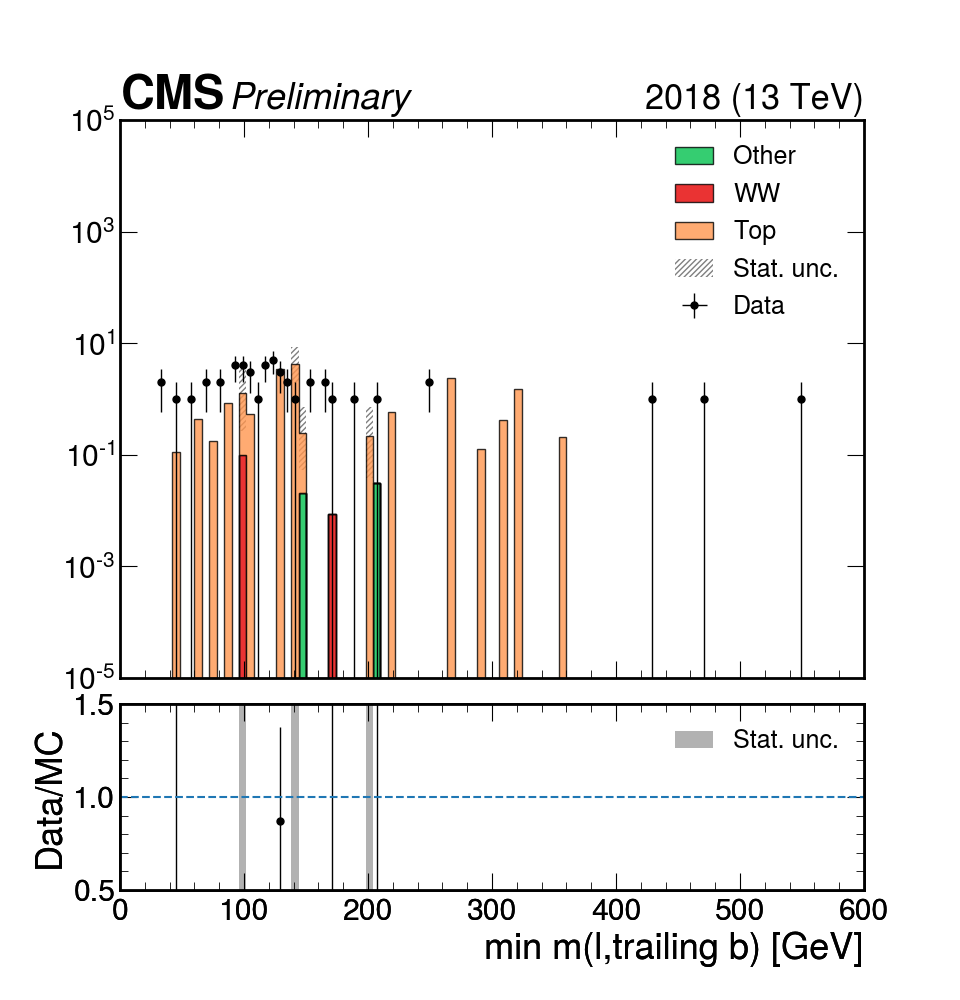 CMS Preliminary 2018 (13 TeV)
10^5
10^3
10^1
10^-1
10^-3
10^-5
Other
WW
Top
Stat. unc.
Data
1.5
1.0
0.5
Data/MC
Stat. unc.
0 100 200 300 400 500 600
min m(l,trailing b) [GeV]